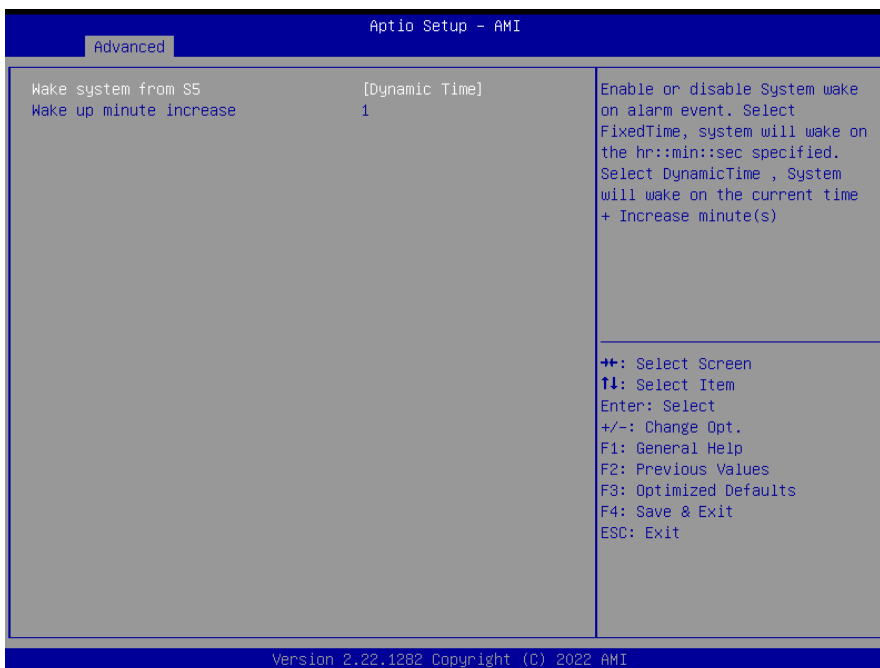 Aptio Setup – AMI
Advanced
Wake system from S5 [Dynamic Time]
Wake up minute increase 1
Enable or disable System wake
on alarm event. Select
FixedTime, system will wake on
the hr::min::sec specified.
Select DynamicTime , System
will wake on the current time
+ Increase minute(s)
→←: Select Screen
↑↓: Select Item
Enter: Select
+/-: Change Opt.
F1: General Help
F2: Previous Values
F3: Optimized Defaults
F4: Save & Exit
ESC: Exit
Version 2.22.1282 Copyright (C) 2022 AMI